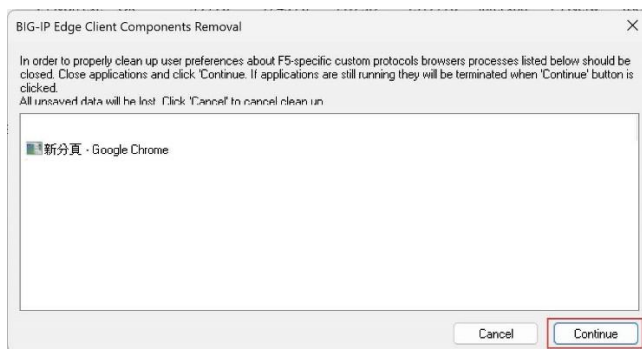 BIG-IP Edge Client Components Removal
In order to properly clean up user preferences about F5-specific custom protocols browsers processes listed below should be
closed. Close applications and click 'Continue. If applications are still running they will be terminated when 'Continue' button is
clicked.
All unsaved data will be lost. Click 'Cancel' to cancel clean up
新分頁 - Google Chrome
Cancel
Continue